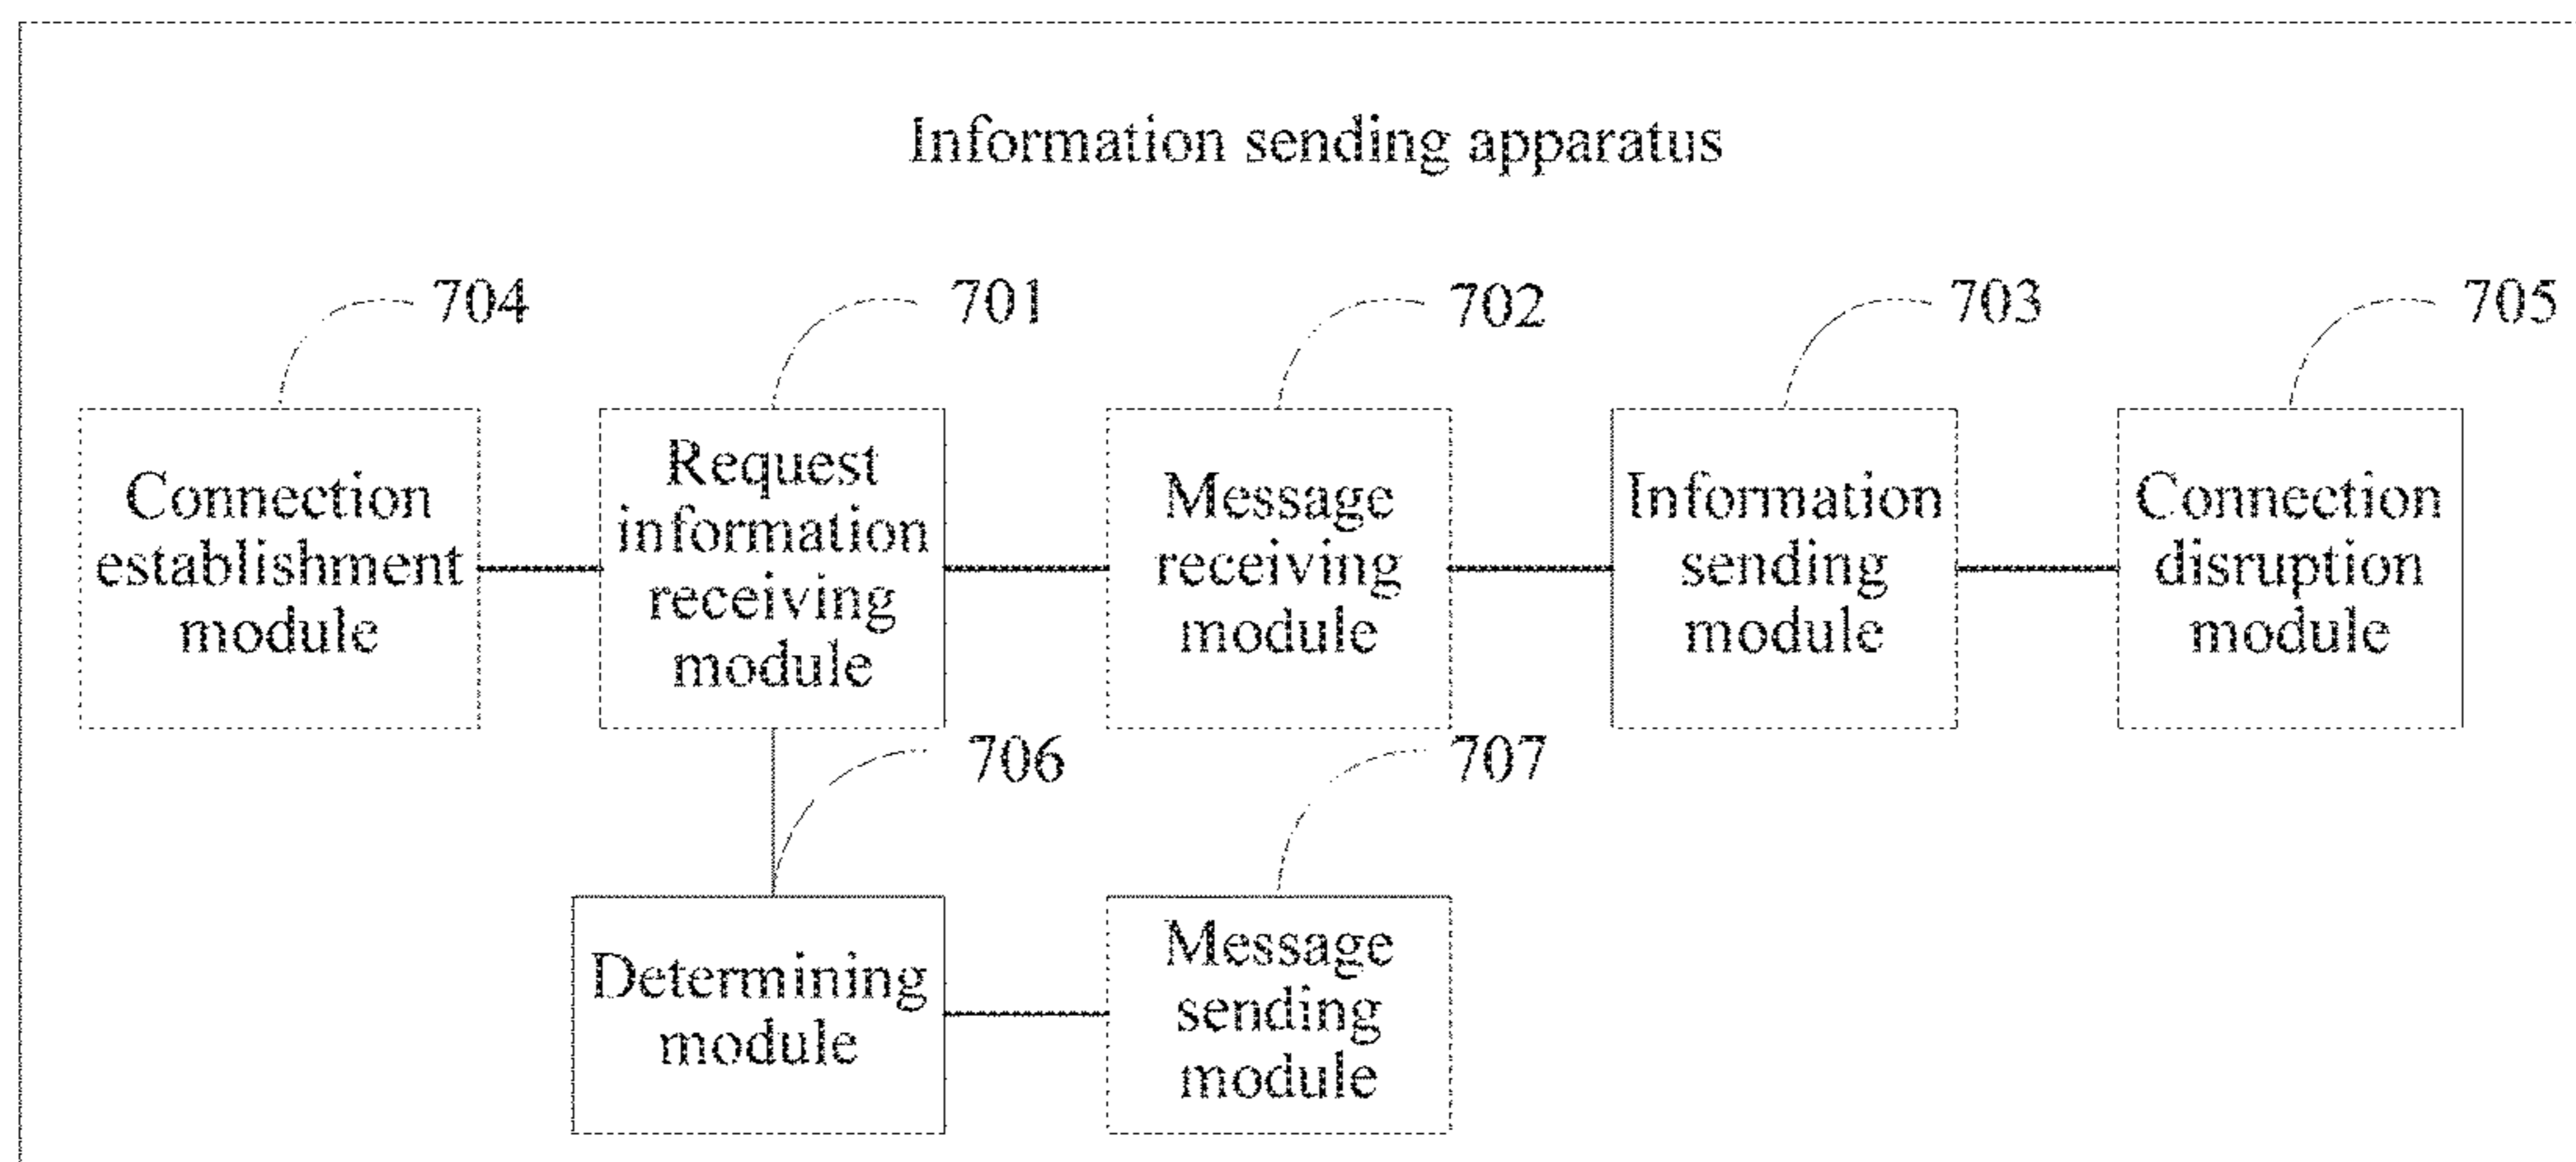 Information sending apparatus
704
701
702
703
705
Connection
establishment
module
Request
information
receiving
module
Message
receiving
module
Information
sending
module
Connection
disruption
module
706
707
Determining
module
Message
sending
module